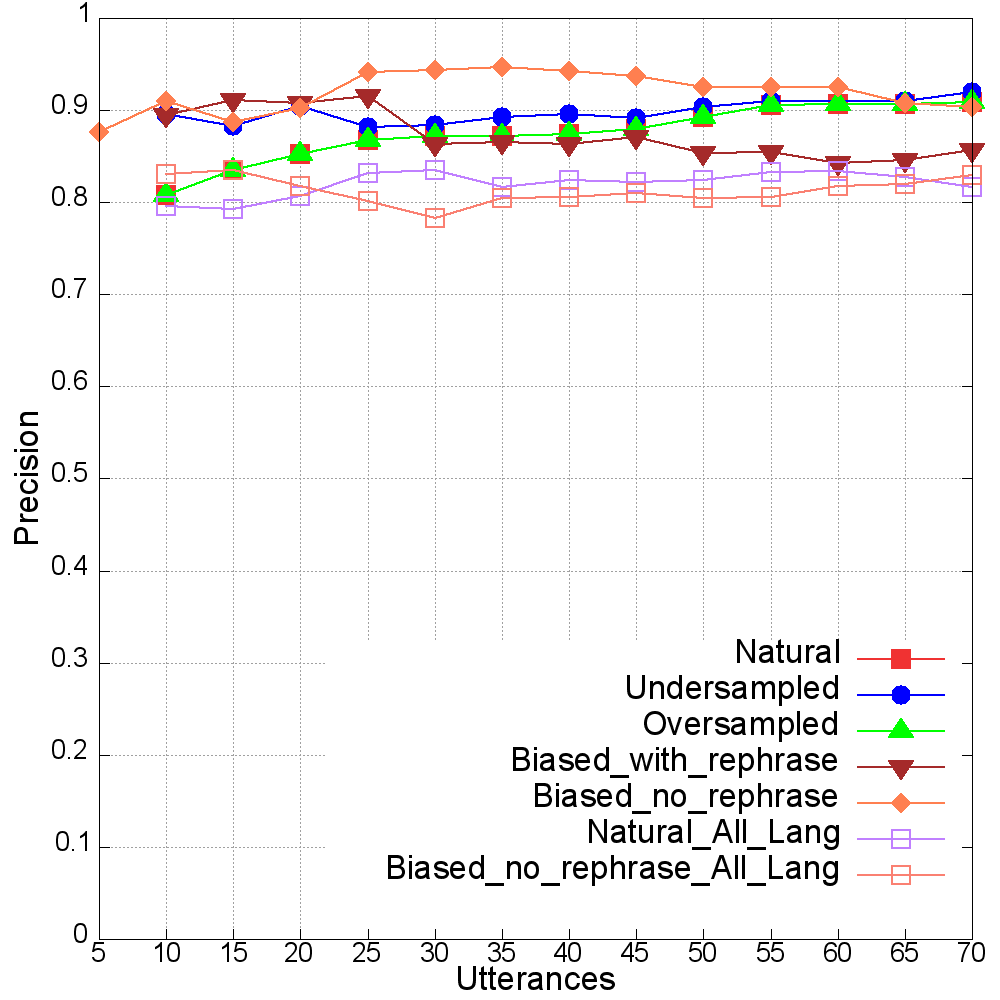 1
0.9
0.8
0.7
0.6
0.5
0.4
0.3
0.2
0.1
0
Precision
Natural
Undersampled
Oversampled
Biased_with_rephrase
Biased_no_rephrase
Natural_All_Lang
Biased_no_rephrase_All_Lang
5 10 15 20 25 30 35 40 45 50 55 60 65 70
Utterances